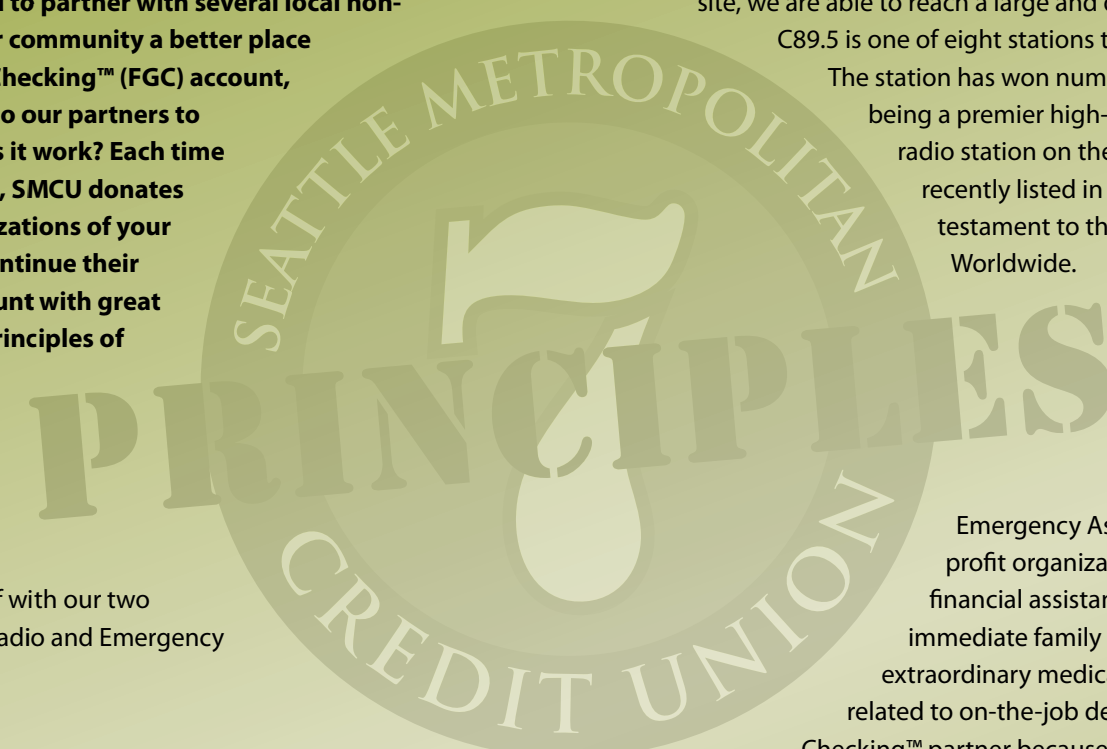 to partner with several local non-
r community a better place
Checking™ (FGC) account,
o our partners to
s it work? Each time
, SMCU donates
zations of your
ntinue their
unt with great
rinciples of
f with our two
adio and Emergency
SEATTLE METROPOLITAN
7
PRINCIPLES
CREDIT UNION
site, we are able to reach a large and
C89.5 is one of eight stations t
The station has won num
being a premier high-
radio station on the
recently listed in
testament to th
Worldwide.
Emergency As
profit organiza
financial assistan
immediate family
extraordinary medic
related to on-the-job de
Checking™ partner because